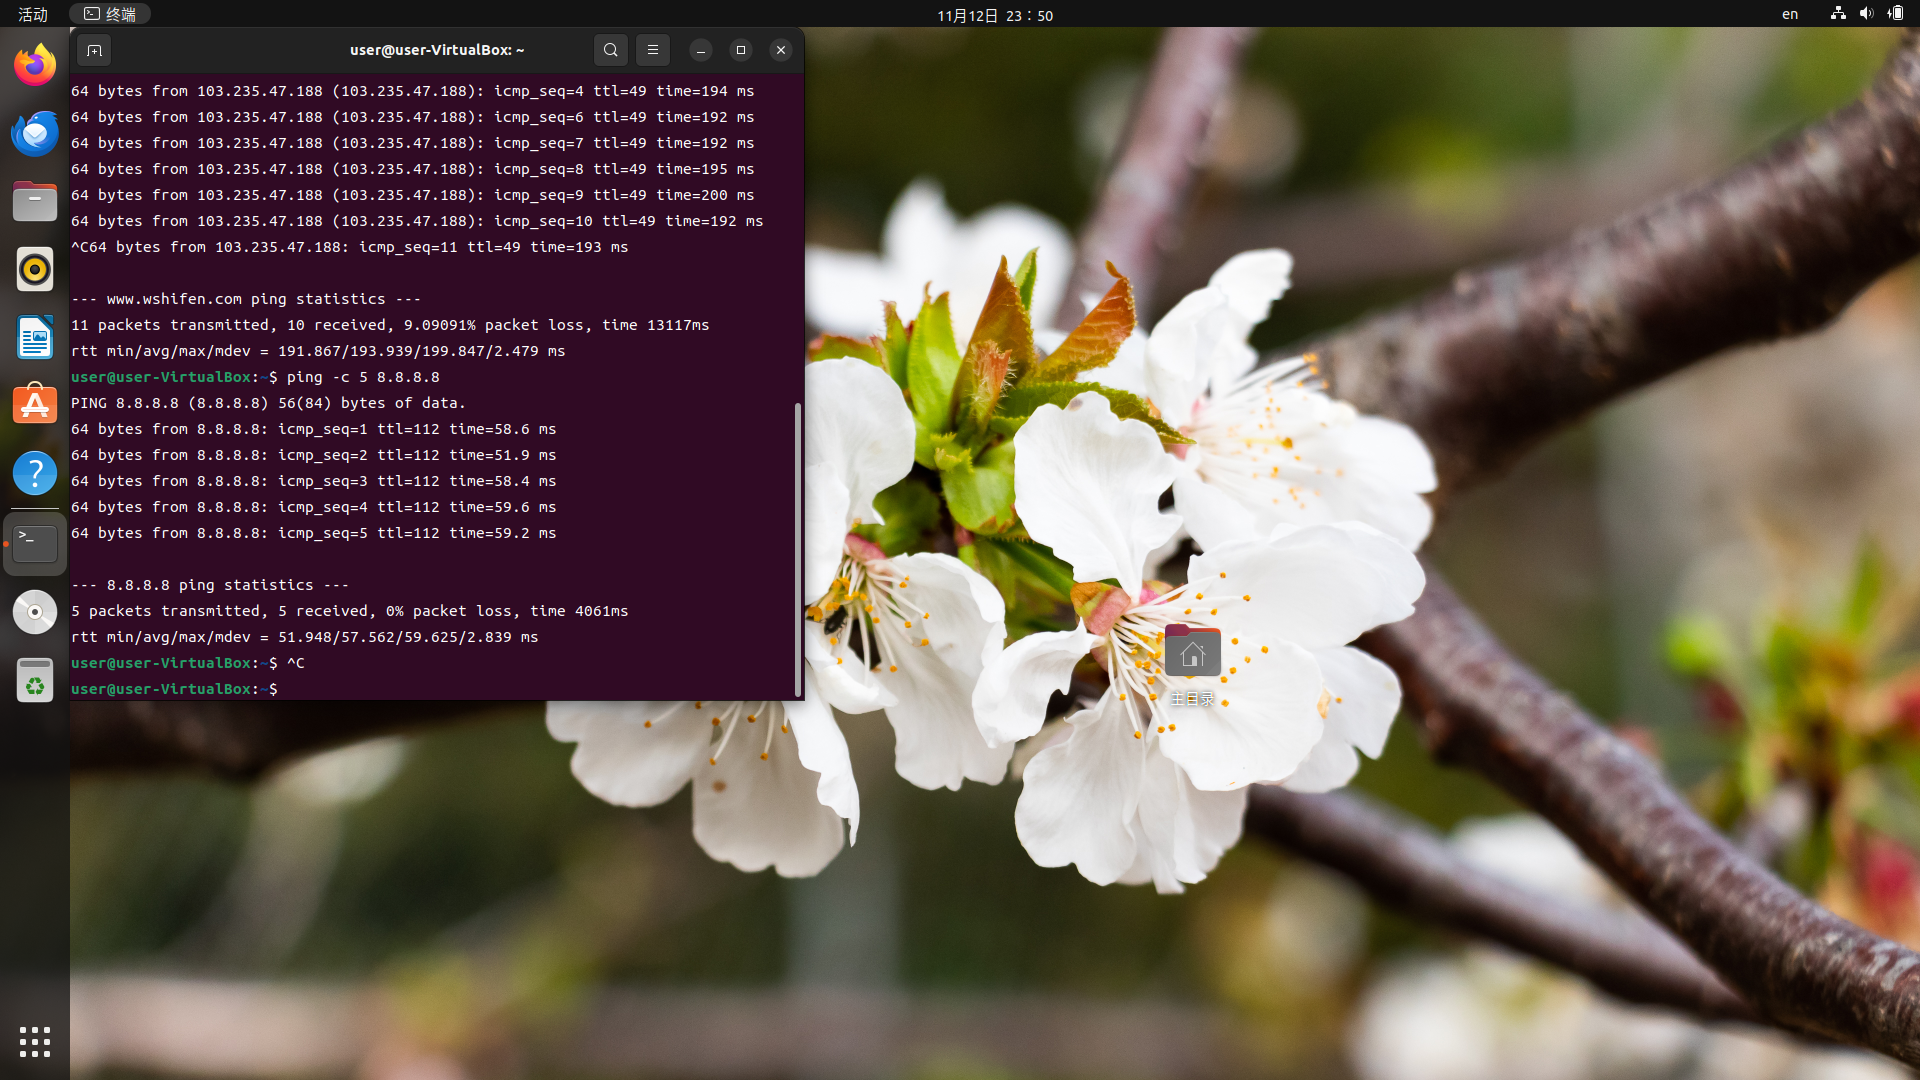 活动
终端
11月12日 23：50
en
user@user-VirtualBox: ~
64 bytes from 103.235.47.188 (103.235.47.188): icmp_seq=4 ttl=49 time=194 ms
64 bytes from 103.235.47.188 (103.235.47.188): icmp_seq=6 ttl=49 time=192 ms
64 bytes from 103.235.47.188 (103.235.47.188): icmp_seq=7 ttl=49 time=192 ms
64 bytes from 103.235.47.188 (103.235.47.188): icmp_seq=8 ttl=49 time=195 ms
64 bytes from 103.235.47.188 (103.235.47.188): icmp_seq=9 ttl=49 time=200 ms
64 bytes from 103.235.47.188 (103.235.47.188): icmp_seq=10 ttl=49 time=192 ms
^C64 bytes from 103.235.47.188: icmp_seq=11 ttl=49 time=193 ms
--- www.wshifen.com ping statistics ---
11 packets transmitted, 10 received, 9.09091% packet loss, time 13117ms
rtt min/avg/max/mdev = 191.867/193.939/199.847/2.479 ms
user@user-VirtualBox:~$ ping -c 5 8.8.8.8
PING 8.8.8.8 (8.8.8.8) 56(84) bytes of data.
64 bytes from 8.8.8.8: icmp_seq=1 ttl=112 time=58.6 ms
64 bytes from 8.8.8.8: icmp_seq=2 ttl=112 time=51.9 ms
64 bytes from 8.8.8.8: icmp_seq=3 ttl=112 time=58.4 ms
64 bytes from 8.8.8.8: icmp_seq=4 ttl=112 time=59.6 ms
64 bytes from 8.8.8.8: icmp_seq=5 ttl=112 time=59.2 ms
--- 8.8.8.8 ping statistics ---
5 packets transmitted, 5 received, 0% packet loss, time 4061ms
rtt min/avg/max/mdev = 51.948/57.562/59.625/2.839 ms
user@user-VirtualBox:~$ ^C
user@user-VirtualBox:~$
主目录